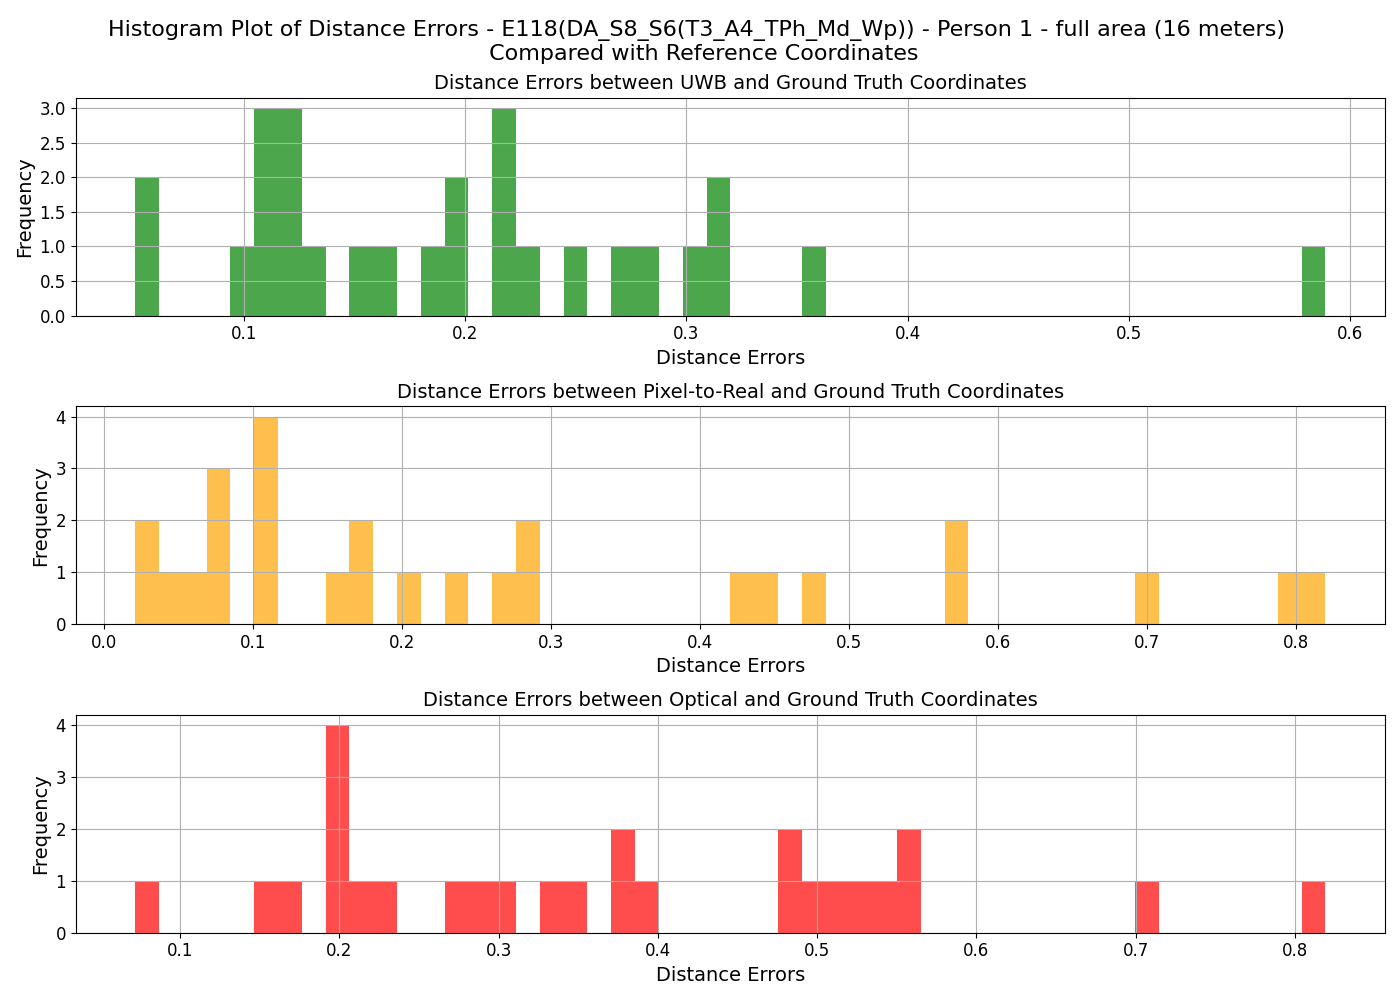 Histogram Plot of Distance Errors - E118(DA_S8_S6(T3_A4_TPh_Md_Wp)) - Person 1 - full area (16 meters)
Compared with Reference Coordinates
Distance Errors between UWB and Ground Truth Coordinates
Frequency
3.0
2.5
2.0
1.5
1.0
0.5
0.0
0.1 0.2 0.3 0.4 0.5 0.6
Distance Errors
Distance Errors between Pixel-to-Real and Ground Truth Coordinates
Frequency
4
3
2
1
0
0.0 0.1 0.2 0.3 0.4 0.5 0.6 0.7 0.8
Distance Errors
Distance Errors between Optical and Ground Truth Coordinates
Frequency
4
3
2
1
0
0.1 0.2 0.3 0.4 0.5 0.6 0.7 0.8
Distance Errors